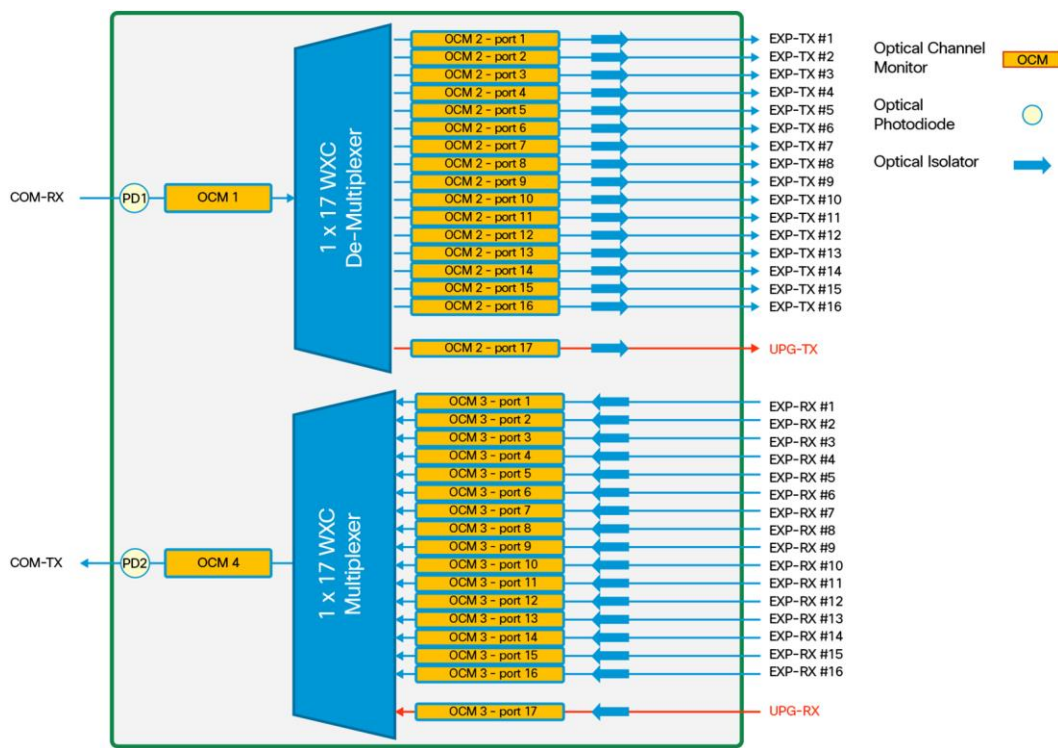 COM-RX
PD1
OCM 1
1 x 17 WXC
De-Multiplexer
OCM 2 - port 1
EXP-TX #1
OCM 2 - port 2
EXP-TX #2
OCM 2 - port 3
EXP-TX #3
OCM 2 - port 4
EXP-TX #4
OCM 2 - port 5
EXP-TX #5
OCM 2 - port 6
EXP-TX #6
OCM 2 - port 7
EXP-TX #7
OCM 2 - port 8
EXP-TX #8
OCM 2 - port 9
EXP-TX #9
OCM 2 - port 10
EXP-TX #10
OCM 2 - port 11
EXP-TX #11
OCM 2 - port 12
EXP-TX #12
OCM 2 - port 13
EXP-TX #13
OCM 2 - port 14
EXP-TX #14
OCM 2 - port 15
EXP-TX #15
OCM 2 - port 16
EXP-TX #16
OCM 2 - port 17
UPG-TX
COM-TX
PD2
OCM 4
1 x 17 WXC
Multiplexer
OCM 3 - port 1
EXP-RX #1
OCM 3 - port 2
EXP-RX #2
OCM 3 - port 3
EXP-RX #3
OCM 3 - port 4
EXP-RX #4
OCM 3 - port 5
EXP-RX #5
OCM 3 - port 6
EXP-RX #6
OCM 3 - port 7
EXP-RX #7
OCM 3 - port 8
EXP-RX #8
OCM 3 - port 9
EXP-RX #9
OCM 3 - port 10
EXP-RX #10
OCM 3 - port 11
EXP-RX #11
OCM 3 - port 12
EXP-RX #12
OCM 3 - port 13
EXP-RX #13
OCM 3 - port 14
EXP-RX #14
OCM 3 - port 15
EXP-RX #15
OCM 3 - port 16
EXP-RX #16
OCM 3 - port 17
UPG-RX
Optical Channel
Monitor
OCM
Optical
Photodiode
Optical Isolator